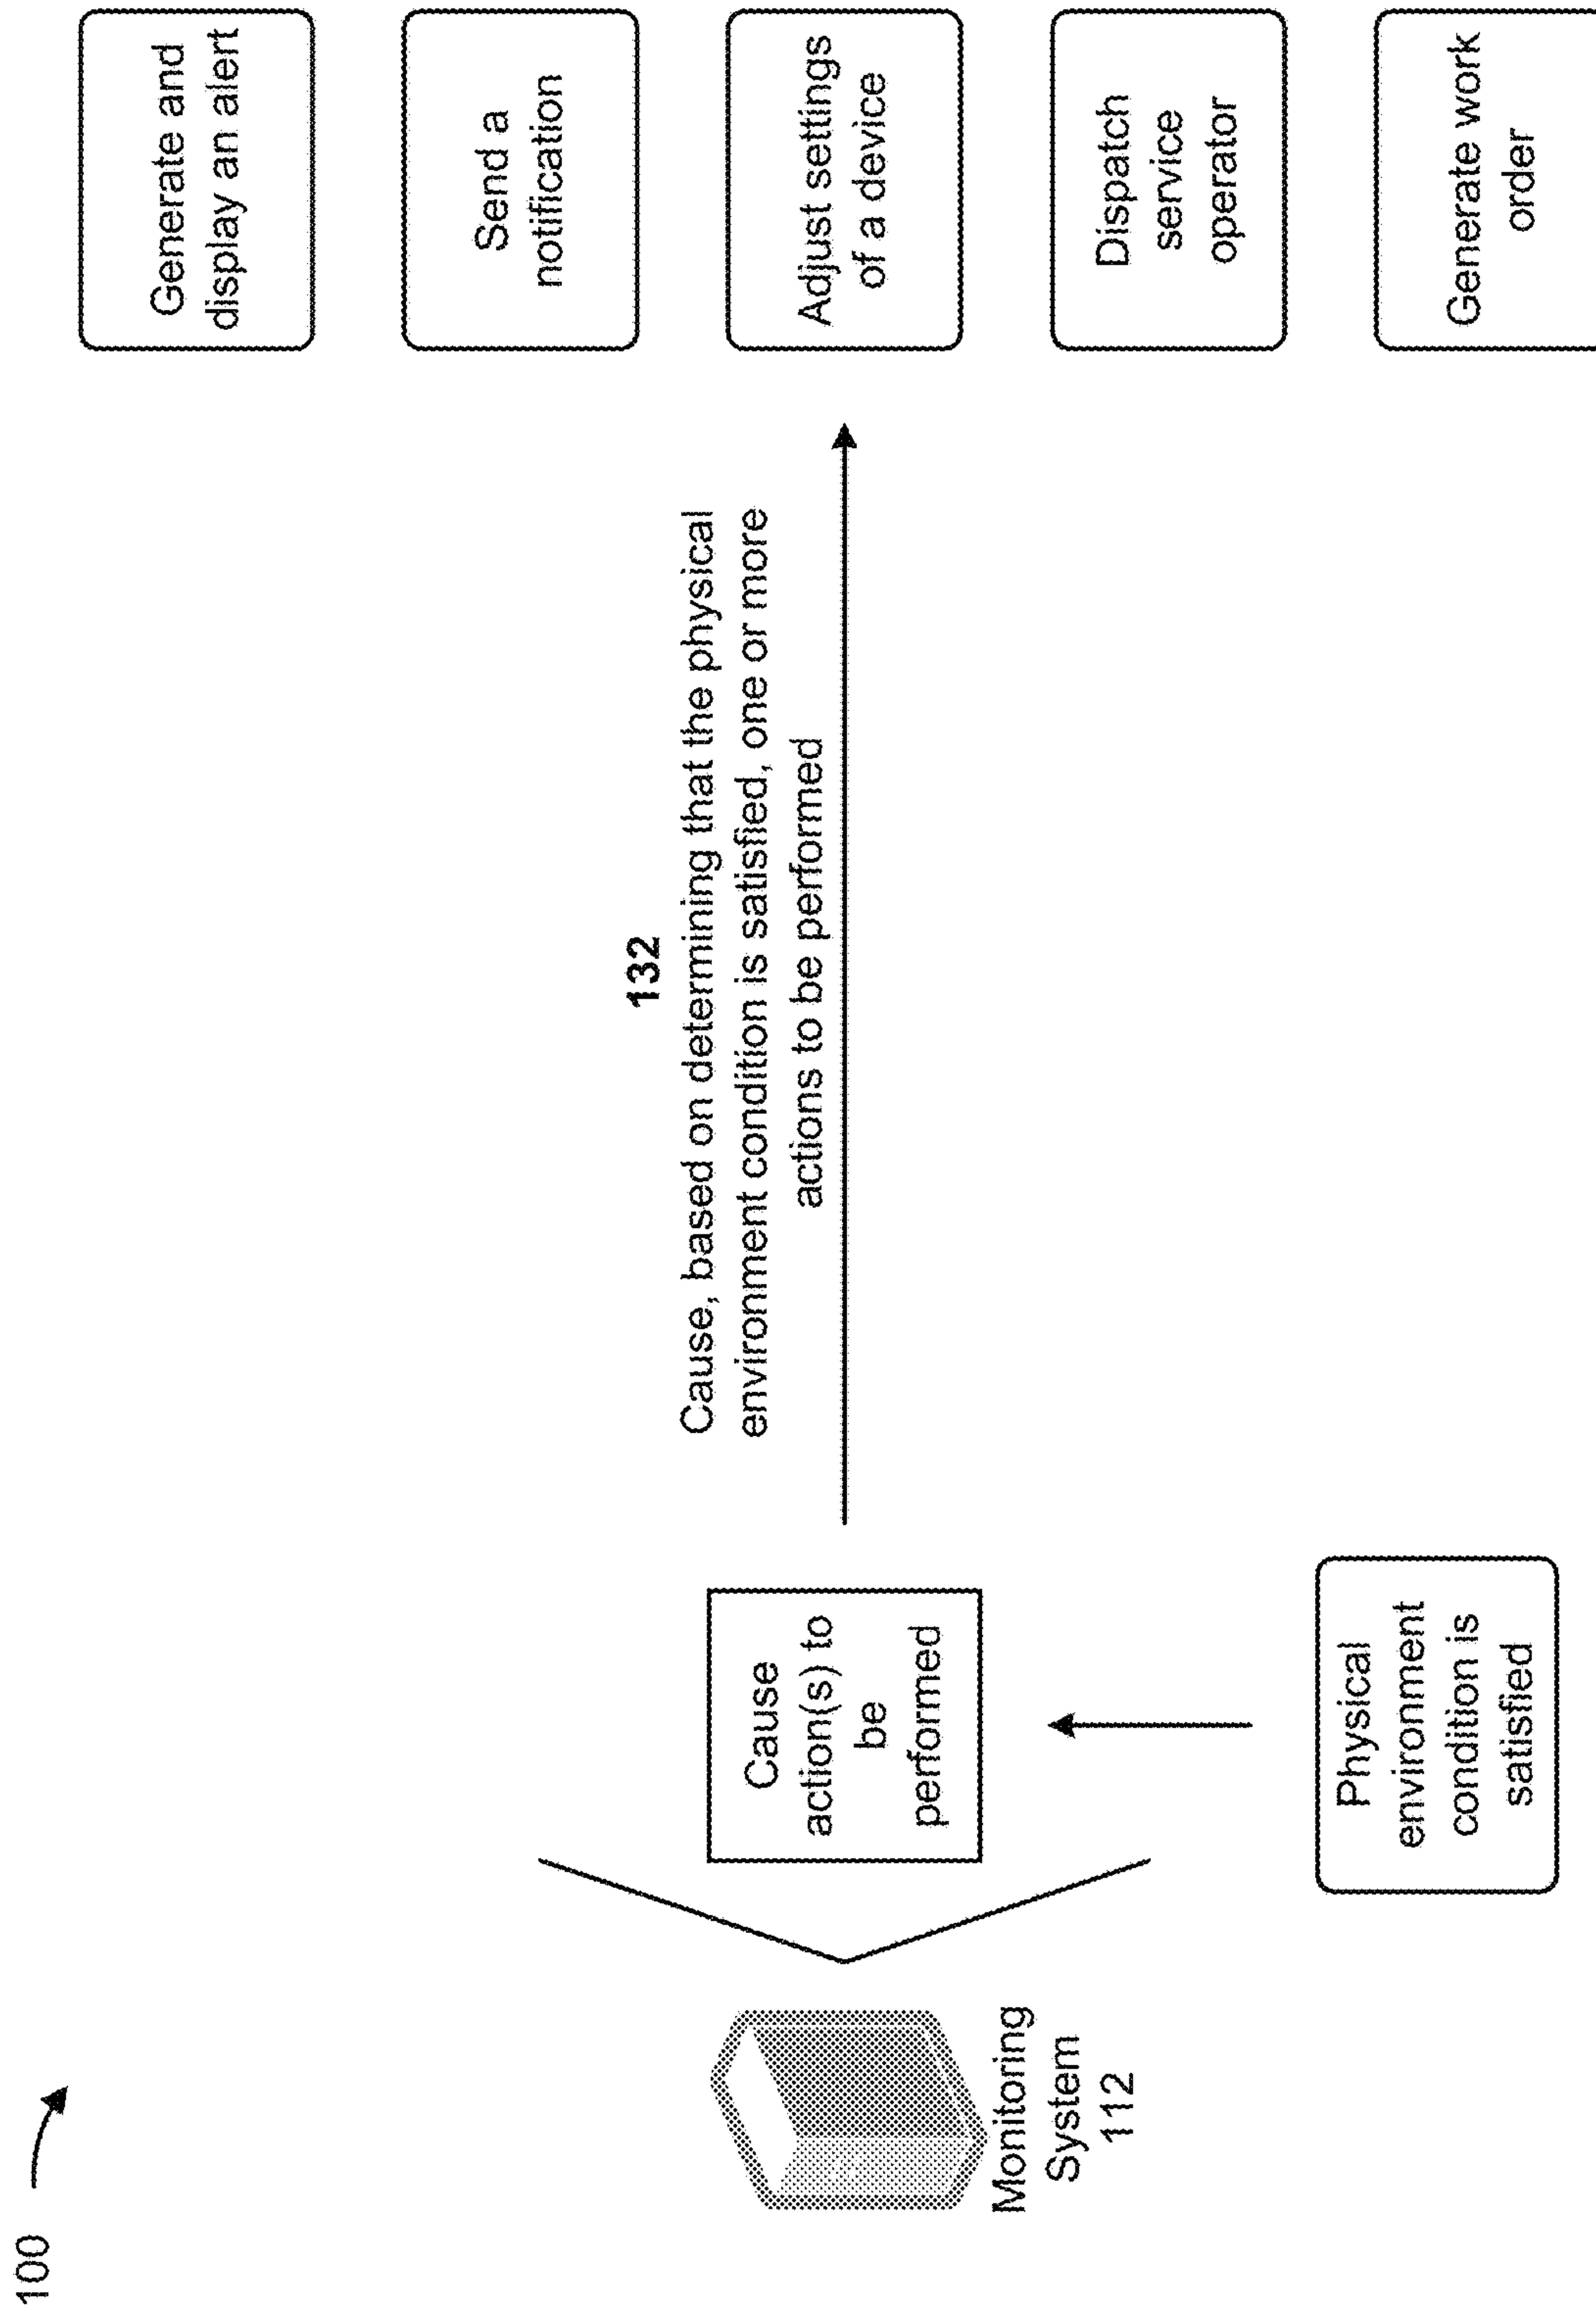 100
Monitoring
System
112
Cause
action(s) to
be
performed
Physical
environment
condition is
satisfied
132
Cause, based on determining that the physical
environment condition is satisfied, one or more
actions to be performed
Generate and
display an alert
Send a
notification
Adjust settings
of a device
Dispatch
service
operator
Generate work
order